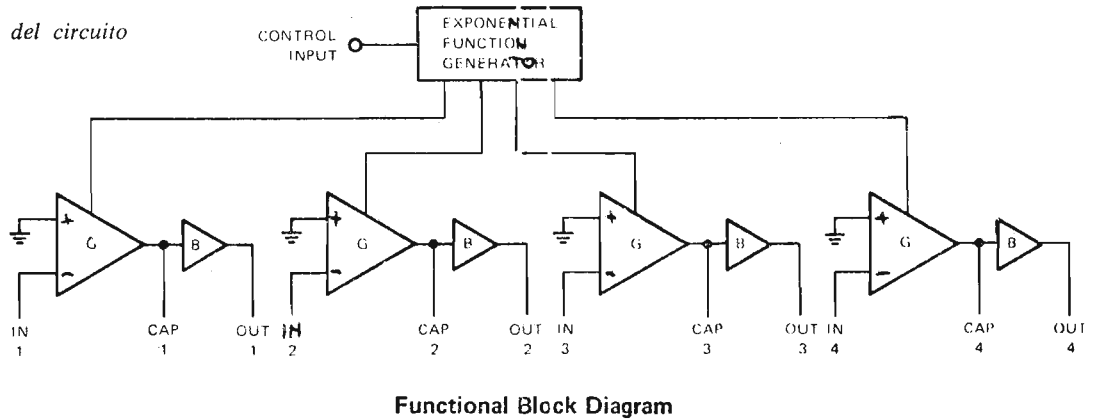 del circuito
CONTROL
INPUT
EXPONENTIAL
FUNCTION
GENERATOR
+
G
−
B
+
G
−
B
+
G
−
B
+
G
−
B
IN
1
CAP
1
OUT
1
IN
2
CAP
2
OUT
2
IN
3
CAP
3
OUT
3
IN
4
CAP
4
OUT
4
Functional Block Diagram